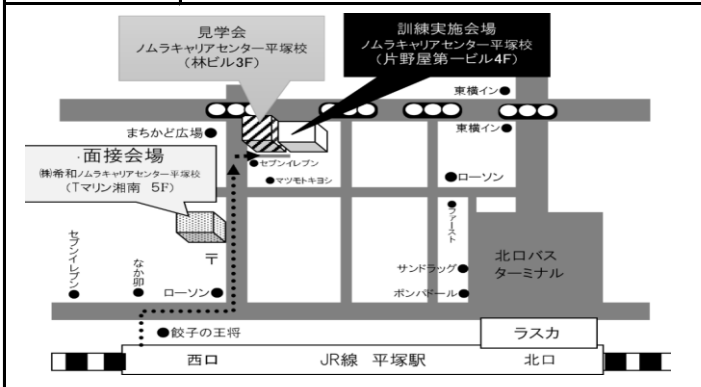 見学会
ノムラキャリアセンター平塚校
（林ビル3F）
訓練実施会場
ノムラキャリアセンター平塚校
（片野屋第一ビル4F）
東横イン
まちかど広場
東横イン
面接会場
㈱希和ノムラキャリアセンター平塚校
（Tマリン湘南 5F）
セブンイレブン
マツモトキヨシ
ローソン
ファースト
〒
セブンイレブン
なか卯
ローソン
サンドラッグ
ポンパドール
北口バス
ターミナル
餃子の王将
ラスカ
西口
JR線 平塚駅
北口